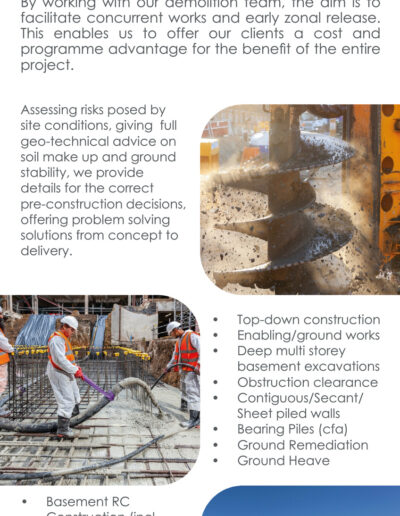 By working with our demolition team, the aim is to
facilitate concurrent works and early zonal release.
This enables us to offer our clients a cost and
programme advantage for the benefit of the entire
project.
Assessing risks posed by
site conditions, giving full
geo-technical advice on
soil make up and ground
stability, we provide
details for the correct
pre-construction decisions,
offering problem solving
solutions from concept to
delivery.
• Top-down construction
• Enabling/ground works
• Deep multi storey
basement excavations
• Obstruction clearance
• Contiguous/Secant/
Sheet piled walls
• Bearing Piles (cfa)
• Ground Remediation
• Ground Heave
• Basement RC
Construction (incl